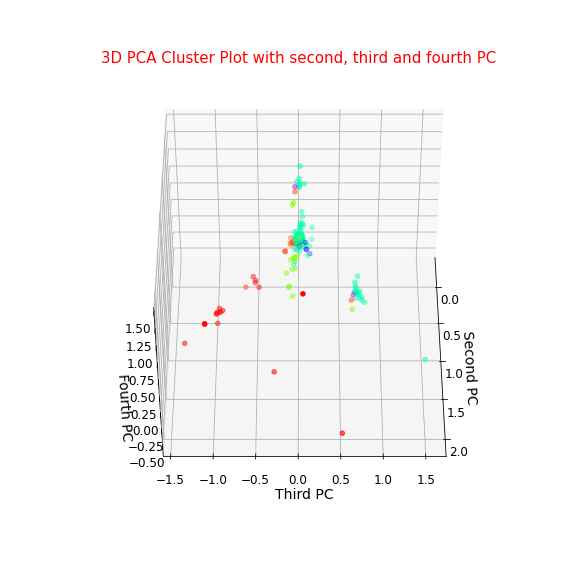 3D PCA Cluster Plot with second, third and fourth PC
1.50
1.25
1.00
0.75
0.50
0.25
0.00
−0.25
−0.50
Fourth PC
−1.5 −1.0 −0.5 0.0 0.5 1.0 1.5
Third PC
0.0
0.5
1.0
1.5
2.0
Second PC